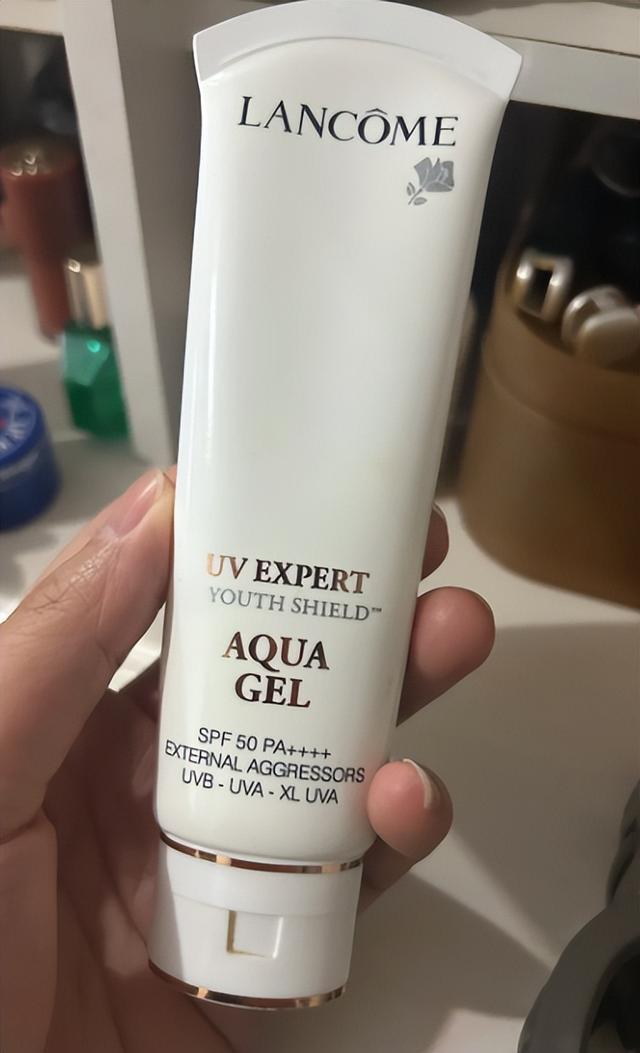 LANCÔME
UV EXPERT
YOUTH SHIELD™
AQUA
GEL
SPF 50 PA++++
EXTERNAL AGGRESSORS
UVB - UVA - XL UVA